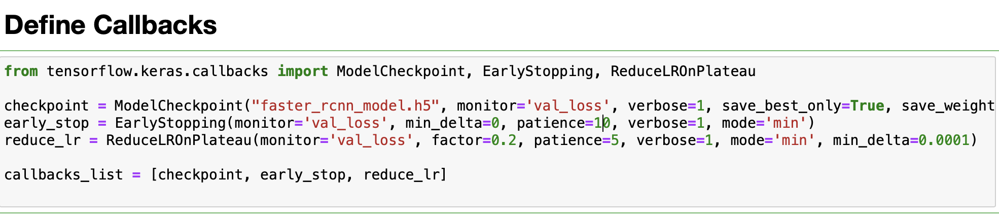 Define Callbacks
from tensorflow.keras.callbacks import ModelCheckpoint, EarlyStopping, ReduceLROnPlateau
checkpoint = ModelCheckpoint("faster_rcnn_model.h5", monitor='val_loss', verbose=1, save_best_only=True, save_weight
early_stop = EarlyStopping(monitor='val_loss', min_delta=0, patience=10, verbose=1, mode='min')
reduce_lr = ReduceLROnPlateau(monitor='val_loss', factor=0.2, patience=5, verbose=1, mode='min', min_delta=0.0001)
callbacks_list = [checkpoint, early_stop, reduce_lr]